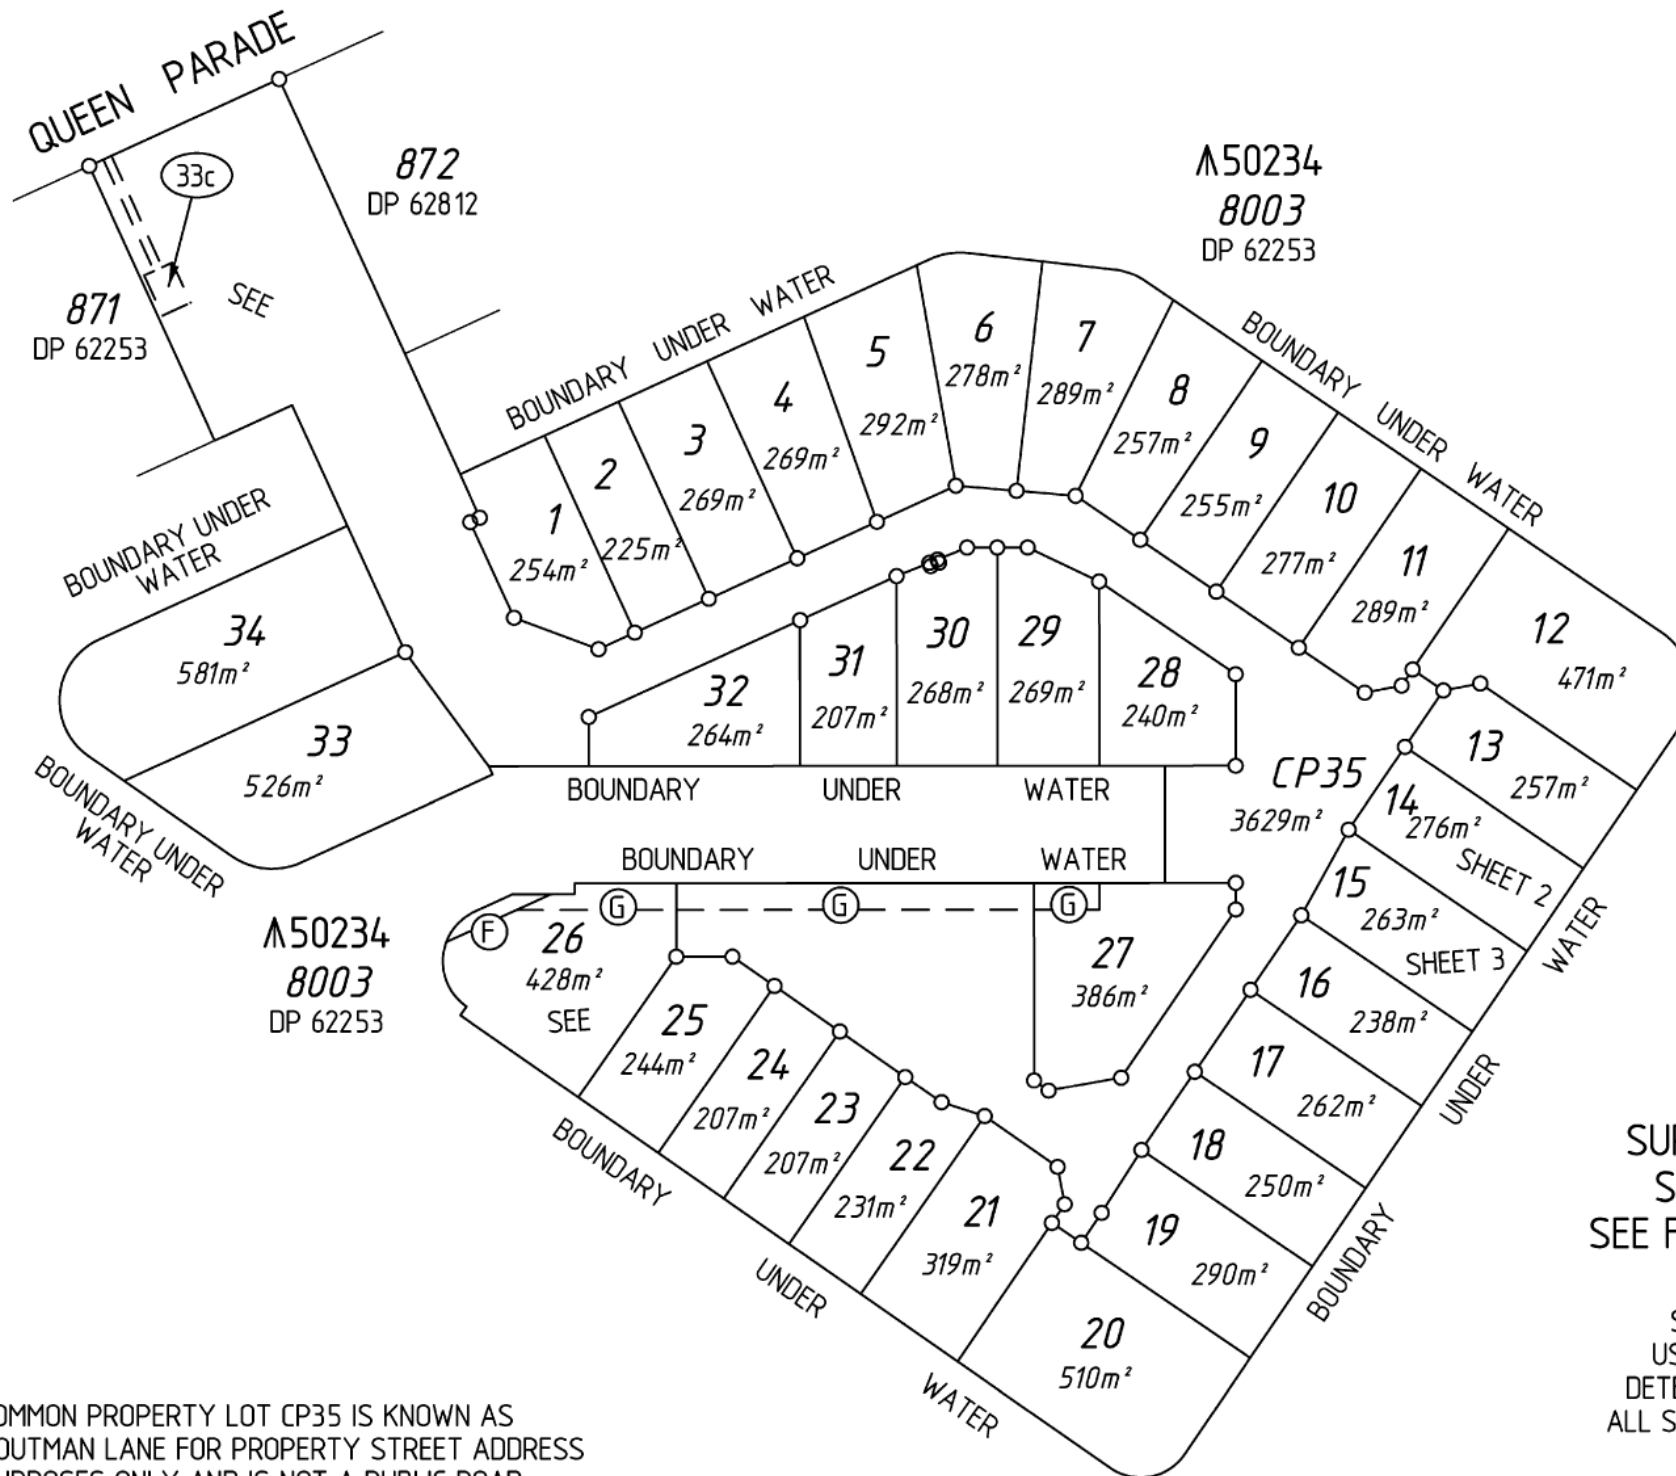 QUEEN PARADE
33c
872
DP 62812
871
DP 62253
SEE
⩚50234
8003
DP 62253
BOUNDARY UNDER WATER
BOUNDARY UNDER WATER
1
254m²
2
225m²
3
269m²
4
269m²
5
292m²
6
278m²
7
289m²
8
257m²
9
255m²
10
277m²
11
289m²
12
471m²
BOUNDARY UNDER
WATER
34
581m²
33
526m²
BOUNDARY UNDER
WATER
32
264m²
31
207m²
30
268m²
29
269m²
28
240m²
BOUNDARY UNDER WATER
CP35
3629m²
13
257m²
14
276m²
SHEET 2
15
263m²
SHEET 3
16
238m²
17
262m²
18
250m²
19
290m²
BOUNDARY UNDER WATER
BOUNDARY UNDER WATER
F
G
G
G
26
428m²
SEE
27
386m²
⩚50234
8003
DP 62253
25
244m²
24
207m²
23
207m²
22
231m²
21
319m²
20
510m²
BOUNDARY UNDER WATER
SEE
COMMON PROPERTY LOT CP35 IS KNOWN AS
OUTMAN LANE FOR PROPERTY STREET ADDRESS
ALL